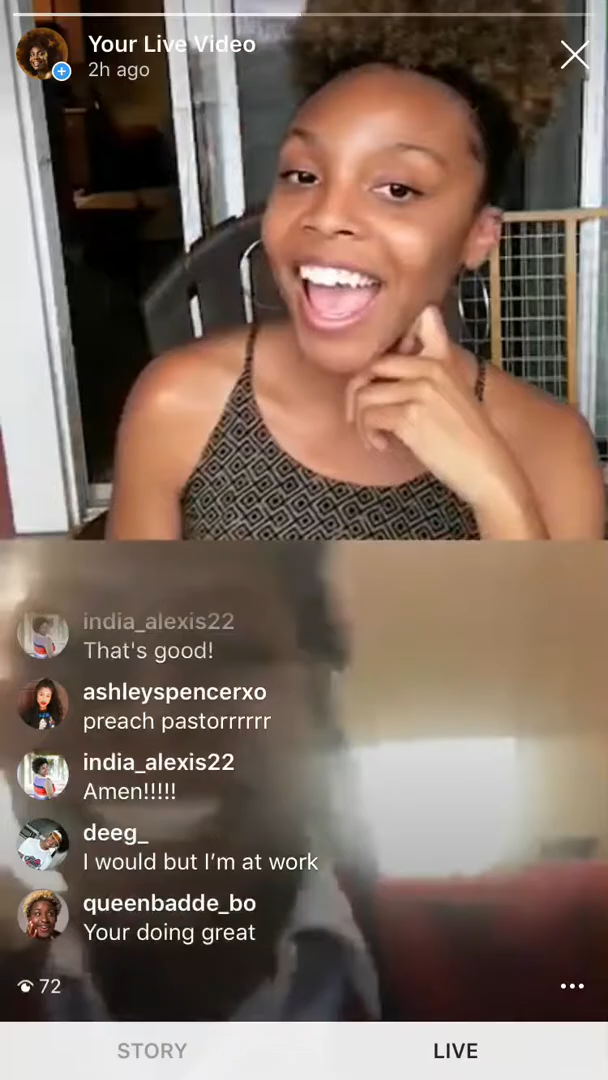 Your Live Video
2h ago
india_alexis22
That's good!
ashleyspencerxo
preach pastorrrrrr
india_alexis22
Amen!!!!!
deeg_
I would but I’m at work
queenbadde_bo
Your doing great
72
STORY
LIVE